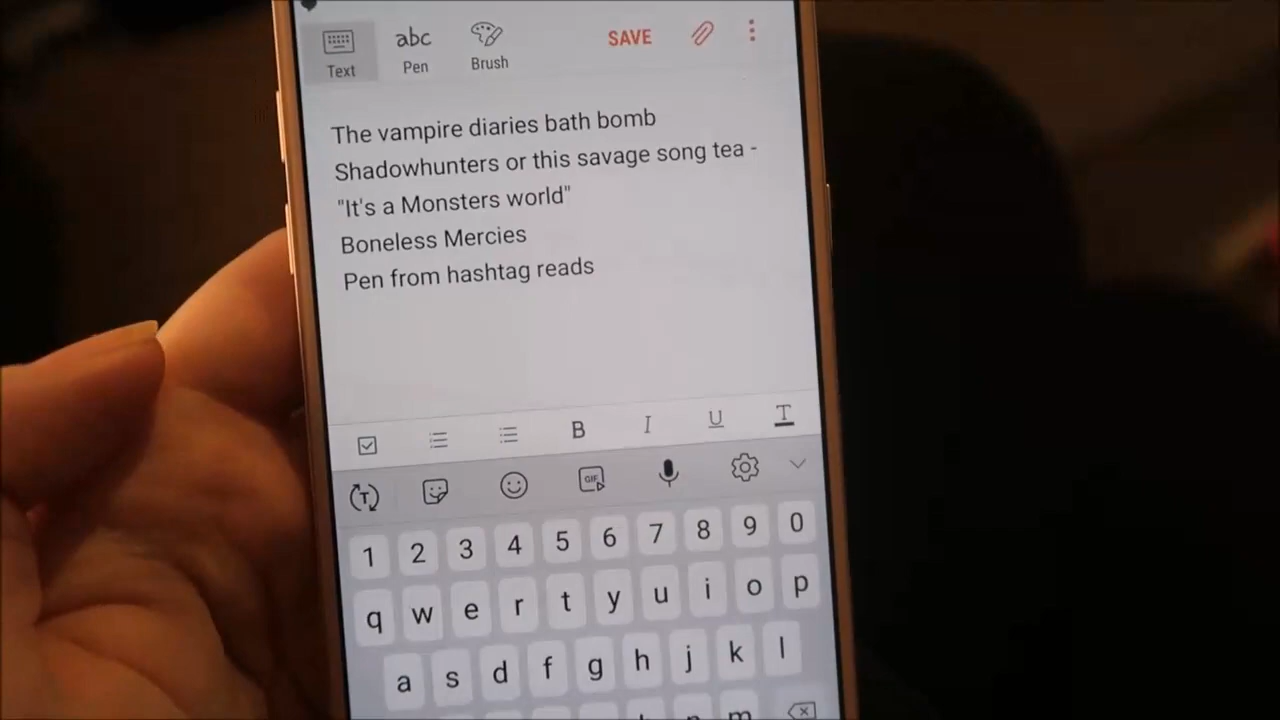 Text
abc
Pen
Brush
SAVE
The vampire diaries bath bomb
Shadowhunters or this savage song tea -
"It's a Monsters world"
Boneless Mercies
Pen from hashtag reads
B I U T
T GIF
1 2 3 4 5 6 7 8 9 0
q w e r t y u i o p
a s d f g h j k l
n m